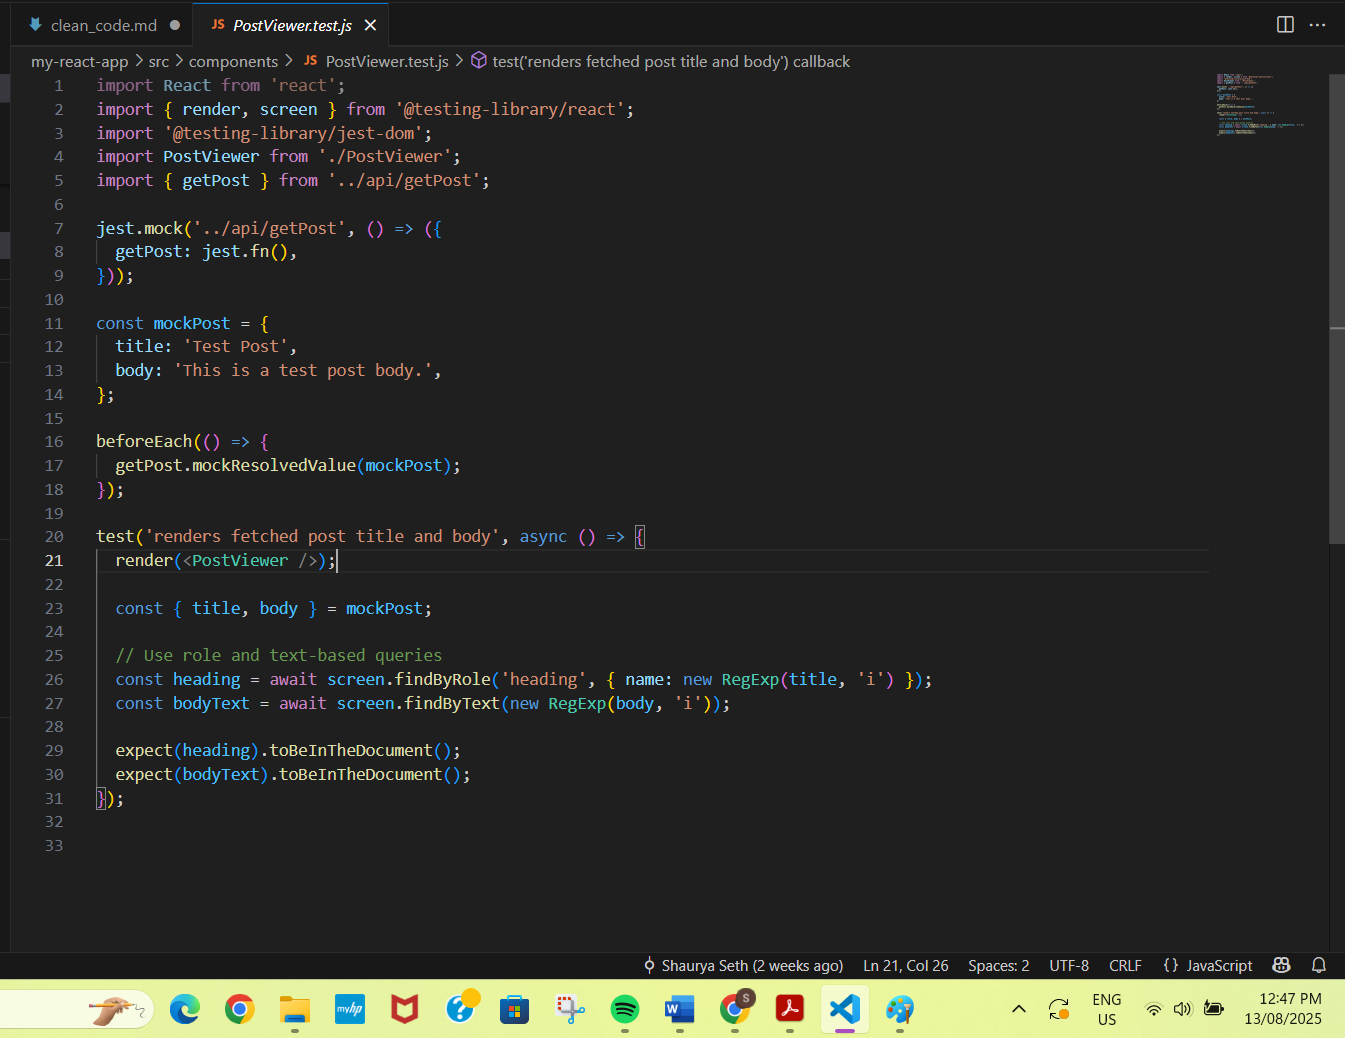 clean_code.md
JS PostViewer.test.js
my-react-app > src > components > JS PostViewer.test.js > test('renders fetched post title and body') callback
1 import React from 'react';
2 import { render, screen } from '@testing-library/react';
3 import '@testing-library/jest-dom';
4 import PostViewer from './PostViewer';
5 import { getPost } from '../api/getPost';
6
7 jest.mock('../api/getPost', () => ({
8   getPost: jest.fn(),
9 }));
10
11 const mockPost = {
12   title: 'Test Post',
13   body: 'This is a test post body.',
14 };
15
16 beforeEach(() => {
17   getPost.mockResolvedValue(mockPost);
18 });
19
20 test('renders fetched post title and body', async () => {
21   render(<PostViewer />);
22
23   const { title, body } = mockPost;
24
25   // Use role and text-based queries
26   const heading = await screen.findByRole('heading', { name: new RegExp(title, 'i') });
27   const bodyText = await screen.findByText(new RegExp(body, 'i'));
28
29   expect(heading).toBeInTheDocument();
30   expect(bodyText).toBeInTheDocument();
31 });
32
33
Shaurya Seth (2 weeks ago) Ln 21, Col 26 Spaces: 2 UTF-8 CRLF {} JavaScript
myhp
W
S
ENG
US
12:47 PM
13/08/2025